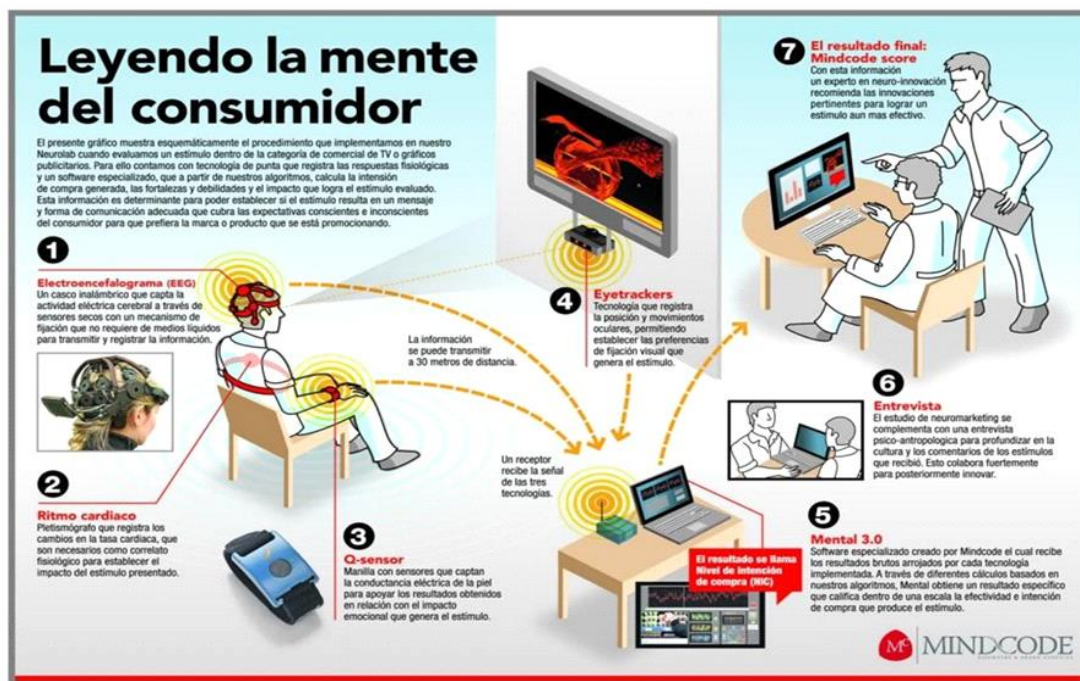 Leyendo la mente
del consumidor
El presente gráfico muestra esquemáticamente el procedimiento que implementamos en nuestro
Neurolab cuando evaluamos un estímulo dentro de la categoría de comercial de TV o gráficos
publicitarios. Para ello contamos con tecnología de punta que registra las respuestas fisiológicas
y un software especializado, que a partir de nuestros algoritmos, calcula la intensión
de compra generada, las fortalezas y debilidades y el impacto que logra el estímulo evaluado.
Esta información es determinante para poder establecer si el estímulo resulta en un mensaje
y forma de comunicación adecuada que cubra las expectativas conscientes e inconscientes
del consumidor para que prefiera la marca o producto que se está promocionando.
1
Electroencefalograma (EEG)
Un casco inalámbrico que capta la
actividad eléctrica cerebral a través de
sensores secos con un mecanismo de
fijación que no requiere de medios líquidos
para transmitir y registrar la información.
2
Ritmo cardiaco
Pletismógrafo que registra los
cambios en la tasa cardiaca, que
son necesarios como correlato
fisiológico para establecer el
impacto del estímulo presentado.
3
Q-sensor
Manilla con sensores que captan
la conductancia eléctrica de la piel
para apoyar los resultados obtenidos
en relación con el impacto
emocional que genera el estímulo.
La información
se puede transmitir
a 30 metros de distancia.
4
Eyetrackers
Tecnología que registra
la posición y movimientos
oculares, permitiendo
establecer las preferencias
de fijación visual que
genera el estímulo.
Un receptor
recibe la señal
de las tres
tecnologías.
El resultado se llama
Nivel de intención
de compra (NIC)
5
Mental 3.0
Software especializado creado por Mindcode el cual recibe
los resultados brutos arrojados por cada tecnología
implementada. A través de diferentes cálculos basados en
nuestros algoritmos, Mental obtiene un resultado específico
que califica dentro de una escala la efectividad e intención
de compra que produce el estímulo.
6
Entrevista
El estudio de neuromarketing se
complementa con una entrevista
psico-antropologica para profundizar en la
cultura y los comentarios de los estímulos
que recibió. Esto colabora fuertemente
para posteriormente innovar.
7
El resultado final:
Mindcode score
Con esta información
un experto en neuro-innovación
recomienda las innovaciones
pertinentes para lograr un
estímulo aun mas efectivo.
Mc
MINDCODE